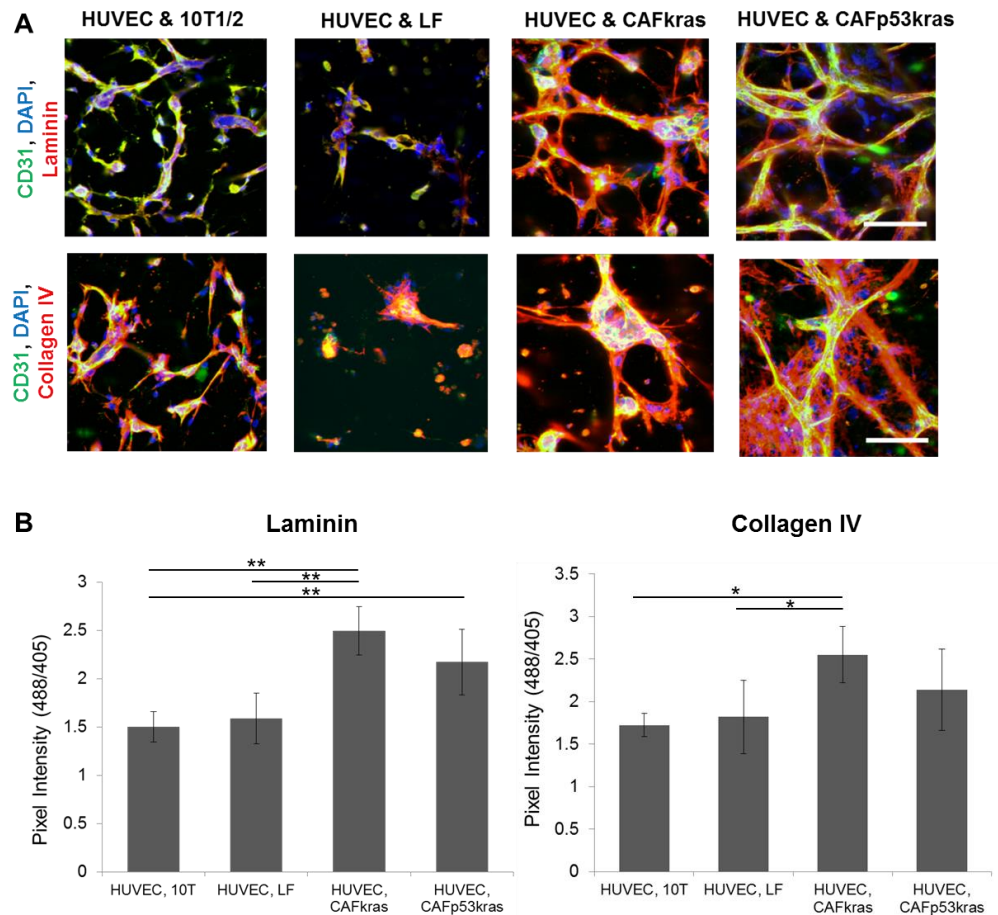 A
HUVEC & 10T1/2
HUVEC & LF
HUVEC & CAFkras
HUVEC & CAFp53kras
CD31, DAPI,
Laminin
CD31, DAPI,
Collagen IV
B
Laminin
**
**
**
Pixel Intensity (488/405)
3
2.5
2
1.5
1
0.5
0
HUVEC, 10T
HUVEC, LF
HUVEC,
CAFkras
HUVEC,
CAFp53kras
Collagen IV
*
*
Pixel Intensity (488/405)
3.5
3
2.5
2
1.5
1
0.5
0
HUVEC, 10T
HUVEC, LF
HUVEC,
CAFkras
HUVEC,
CAFp53kras